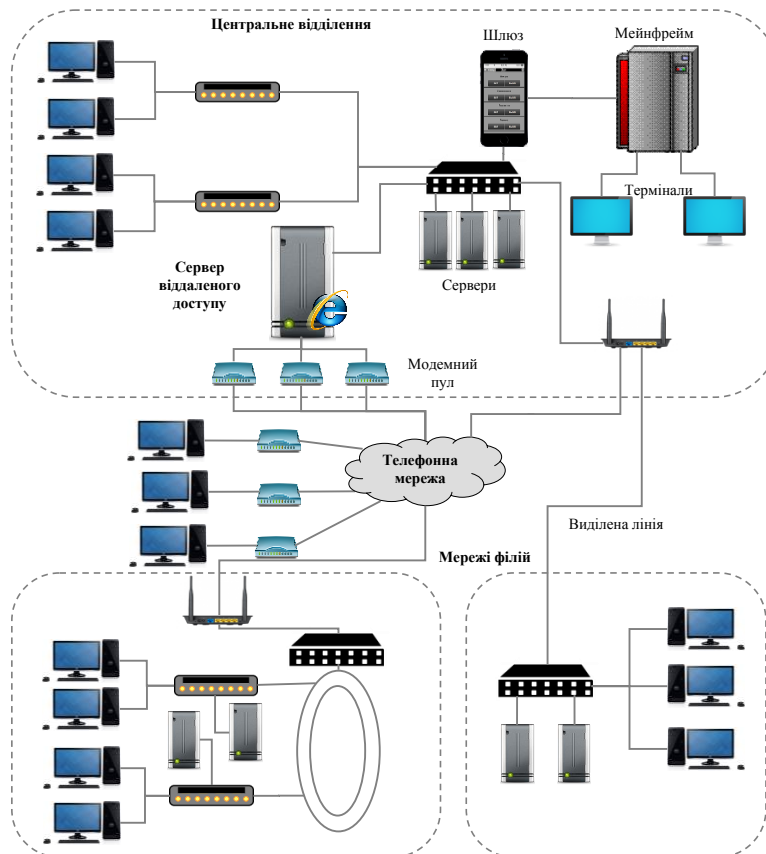 Центральне відділення
Шлюз
Мейнфрейм
Термінали
Сервер
віддаленого
доступу
Сервери
Модемний
пул
Телефонна
мережа
Виділена лінія
Мережі філій